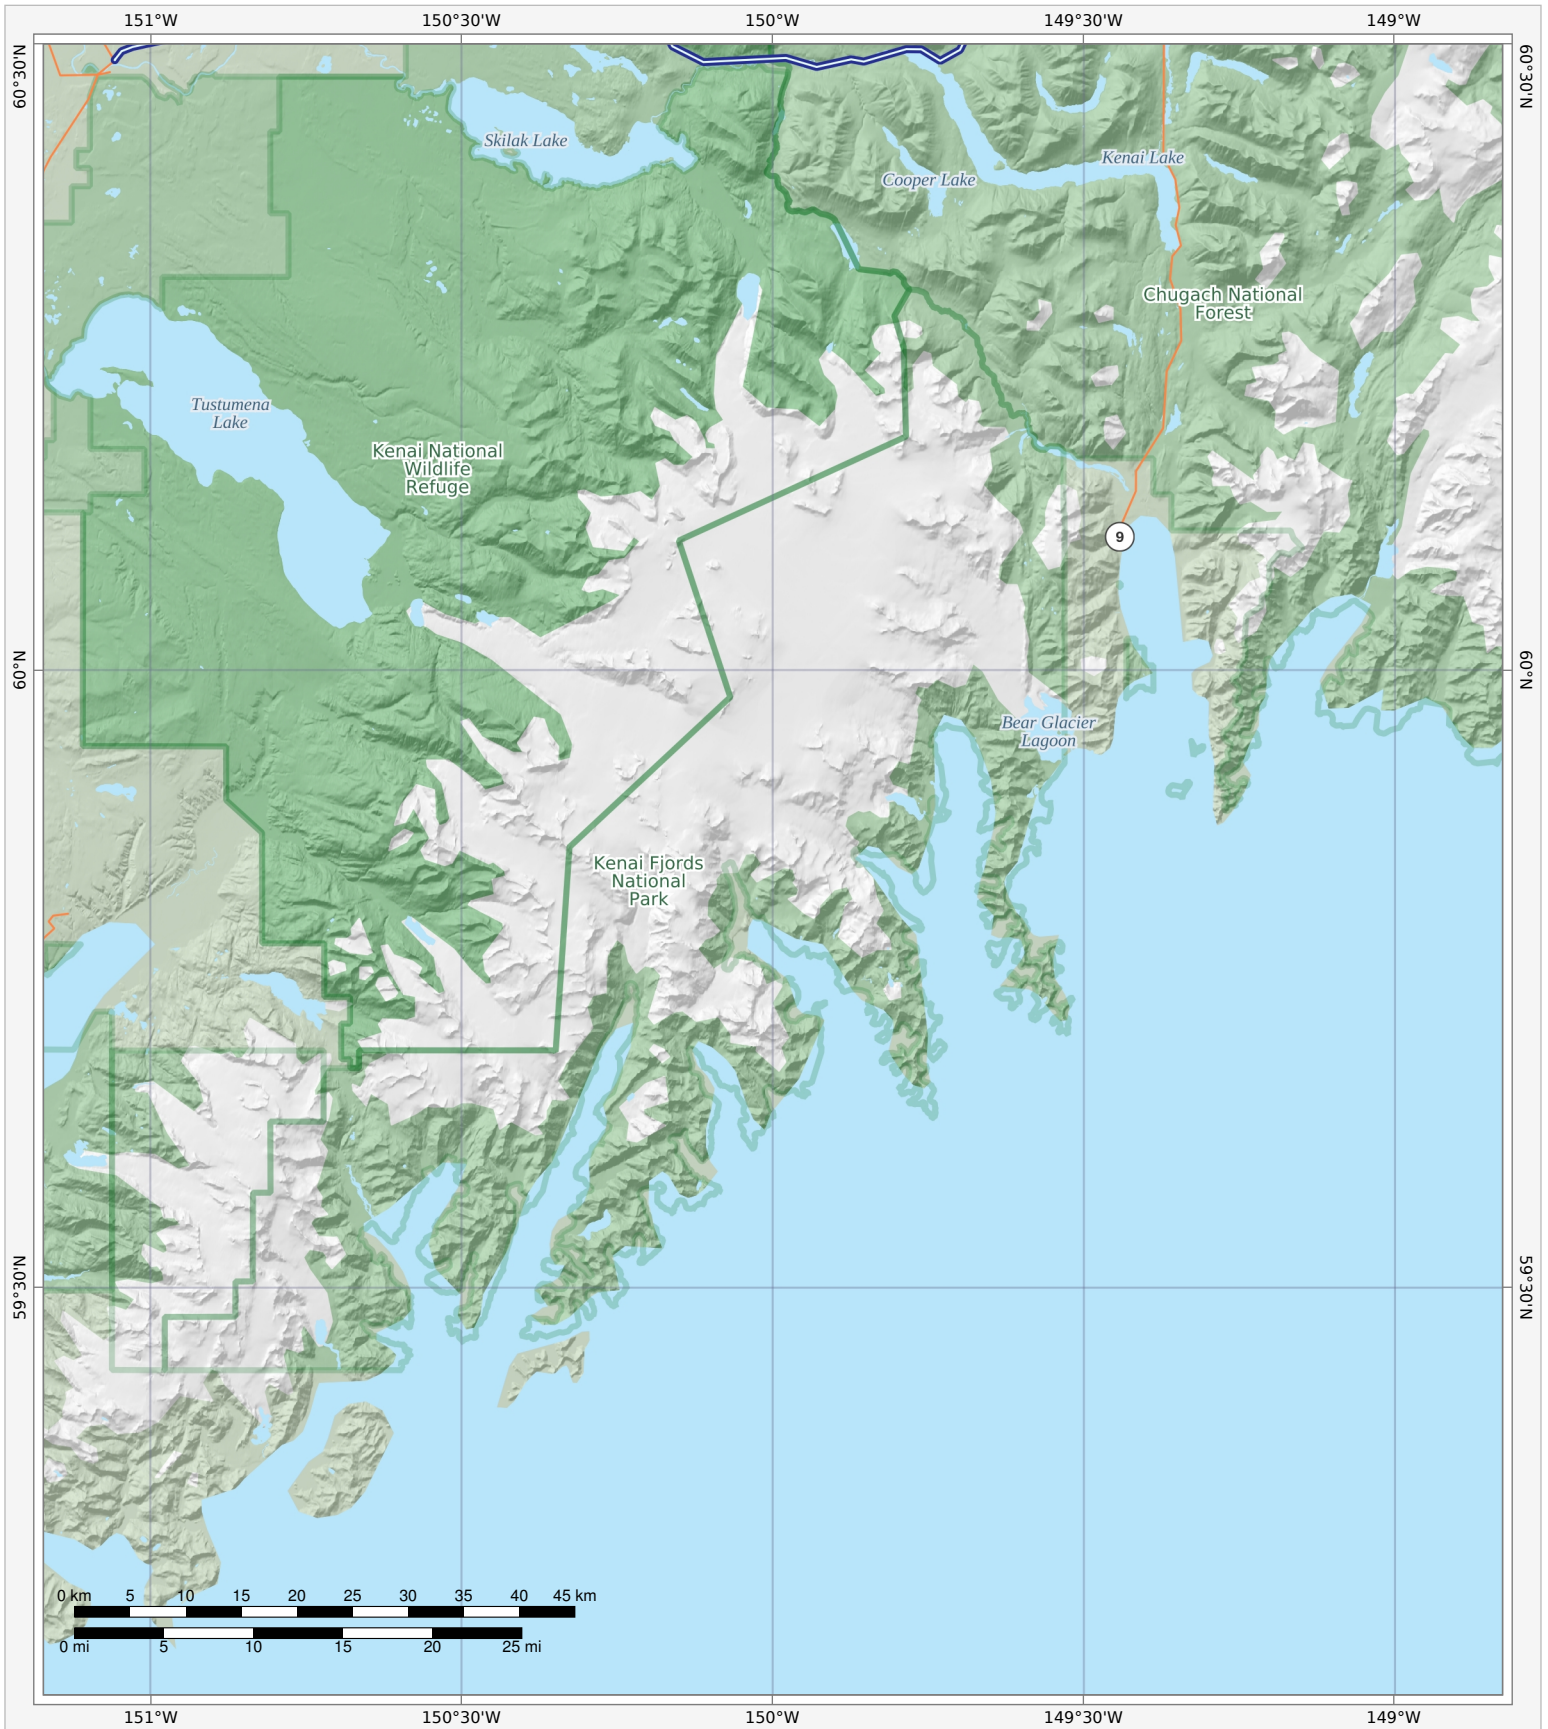 151°W 150°30'W 150°W 149°30'W 149°W
60°30'N
60°30'N
Skilak Lake
Kenai Lake
Cooper Lake
Chugach National
Forest
Tustumena
Lake
Kenai National
Wildlife
Refuge
9
60°N
60°N
Bear Glacier
Lagoon
Kenai Fjords
National
Park
59°30'N
59°30'N
0 km 5 10 15 20 25 30 35 40 45 km
0 mi 5 10 15 20 25 mi
151°W 150°30'W 150°W 149°30'W 149°W